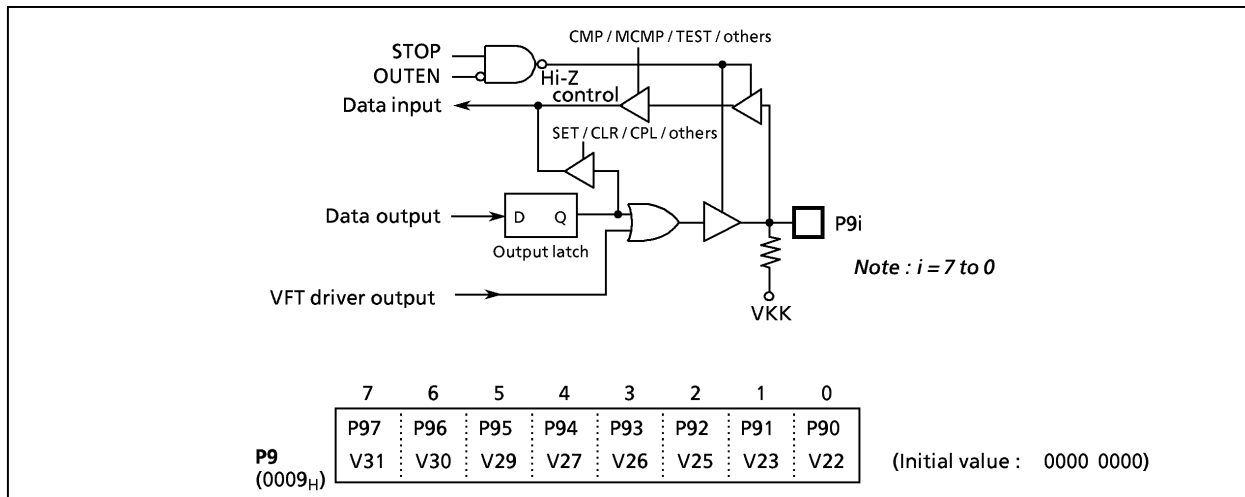 CMP / MCMP / TEST / others
STOP
OUTEN
Hi-Z
control
Data input
SET / CLR / CPL / others
Data output
D Q
Output latch
P9i
Note : i = 7 to 0
VFT driver output
VKK
7 6 5 4 3 2 1 0
P97 P96 P95 P94 P93 P92 P91 P90
P9
V31 V30 V29 V27 V26 V25 V23 V22
(Initial value : 0000 0000)
(0009H)